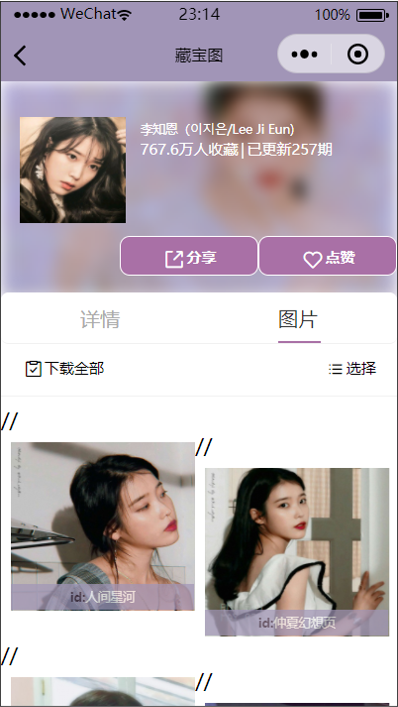 WeChat 23:14 100%
藏宝图
李知恩（이지은/Lee Ji Eun）
767.6万人收藏|已更新257期
分享 点赞
详情 图片
下载全部 选择
//
//
id:人间星河
id:仲夏幻想页
//
//